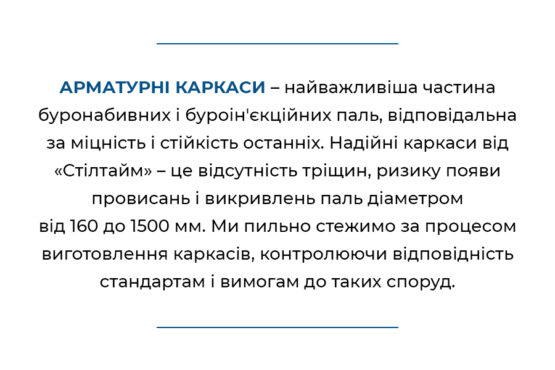 АРМАТУРНІ КАРКАСИ – найважливіша частина
буронабивних і буроін'єкційних паль, відповідальна
за міцність і стійкість останніх. Надійні каркаси від
«Стілтайм» – це відсутність тріщин, ризику появи
провисань і викривлень паль діаметром
від 160 до 1500 мм. Ми пильно стежимо за процесом
виготовлення каркасів, контролюючи відповідність
стандартам і вимогам до таких споруд.